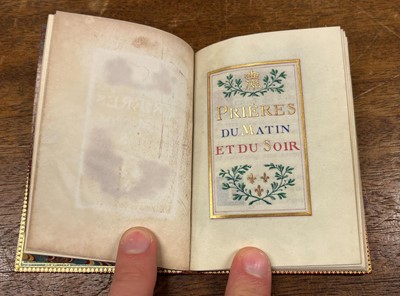 PRIÈRES
DU MATIN
ET DU SOIR